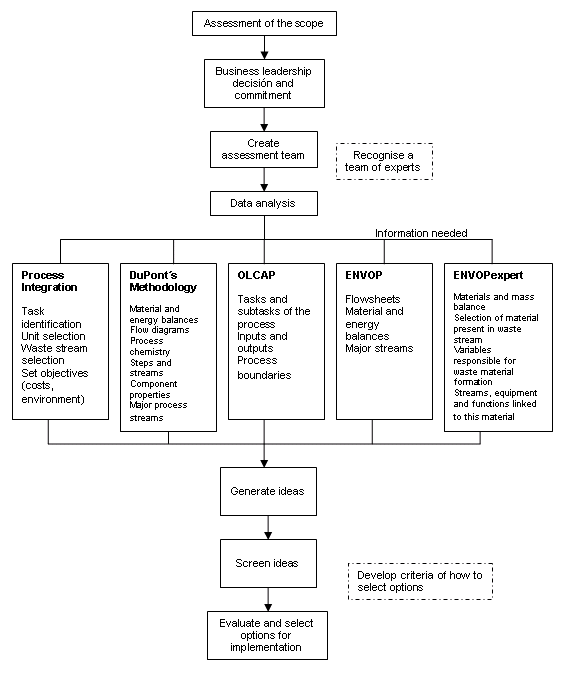 Assessment of the scope
Business leadership
decisión and
commitment
Create
assessment team
Recognise a
team of experts
Data analysis
Information needed
Process
Integration
Task
identification
Unit selection
Waste stream
selection
Set objectives
(costs,
environment)
DuPont´s
Methodology
Material and
energy balances
Flow diagrams
Process
chemistry
Steps and
streams
Component
properties
Major process
streams
OLCAP
Tasks and
subtasks of the
process
Inputs and
outputs
Process
boundaries
ENVOP
Flowsheets
Material and
energy
balances
Major streams
ENVOPexpert
Materials and mass
balance
Selection of material
present in waste
stream
Variables
responsible for
waste material
formation
Streams, equipment
and functions linked
to this material
Generate ideas
Screen ideas
Develop criteria of how to
select options
Evaluate and select
options for
implementation